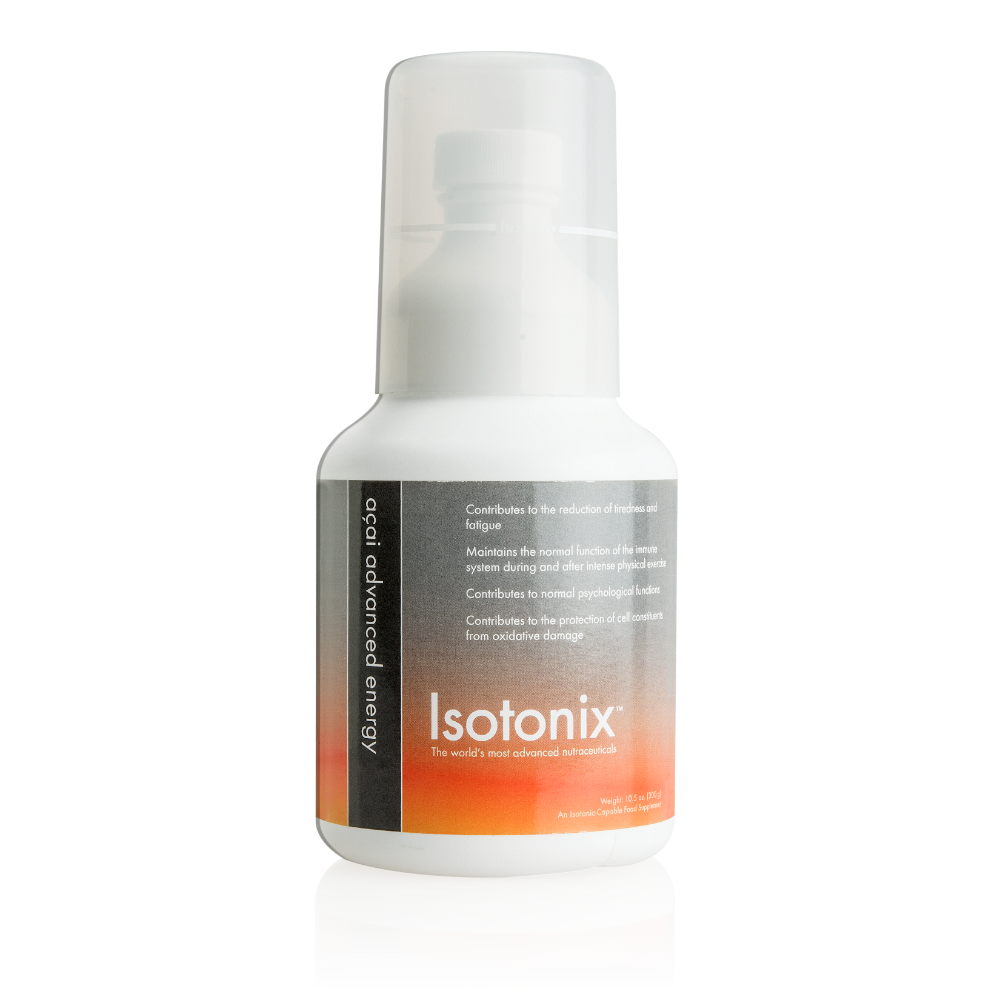 Isotonix
açai advanced energy
Contributes to the reduction of tiredness and
fatigue
Maintains the normal function of the immune
system during and after intense physical exercise
Contributes to normal psychological functions
Contributes to the protection of cell constituents
from oxidative damage
Isotonix™
The world's most advanced nutraceuticals
Weight: 10.5 oz. (300 g)
An Isotonic-Capable Food Supplement